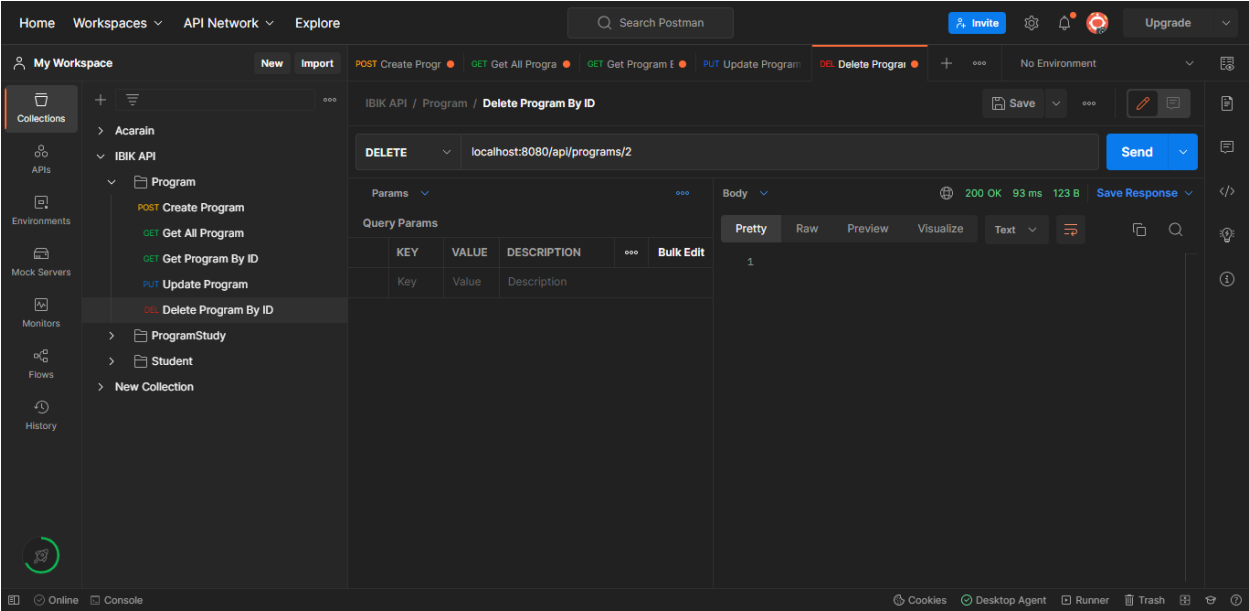 Home Workspaces API Network Explore Search Postman Invite Upgrade
My Workspace New Import POST Create Progr GET Get All Progra GET Get Program E PUT Update Program DEL Delete Prograr No Environment
IBIK API / Program / Delete Program By ID Save
Collections
APIs
Environments
Mock Servers
Monitors
Flows
History
Acarain
IBIK API
Program
POST Create Program
GET Get All Program
GET Get Program By ID
PUT Update Program
DEL Delete Program By ID
ProgramStudy
Student
New Collection
DELETE localhost:8080/api/programs/2 Send
Params
Query Params
KEY VALUE DESCRIPTION Bulk Edit
Key Value Description
Body 200 OK 93 ms 123 B Save Response
Pretty Raw Preview Visualize Text
1
Online Console Cookies Desktop Agent Runner Trash